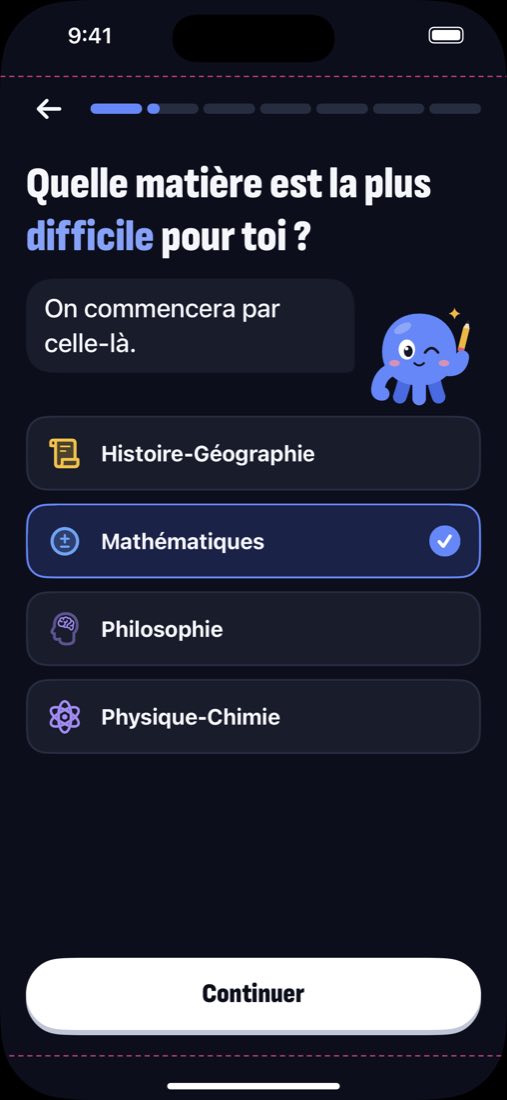 9:41
Quelle matière est la plus
difficile pour toi ?
On commencera par
celle-là.
Histoire-Géographie
Mathématiques
Philosophie
Physique-Chimie
Continuer